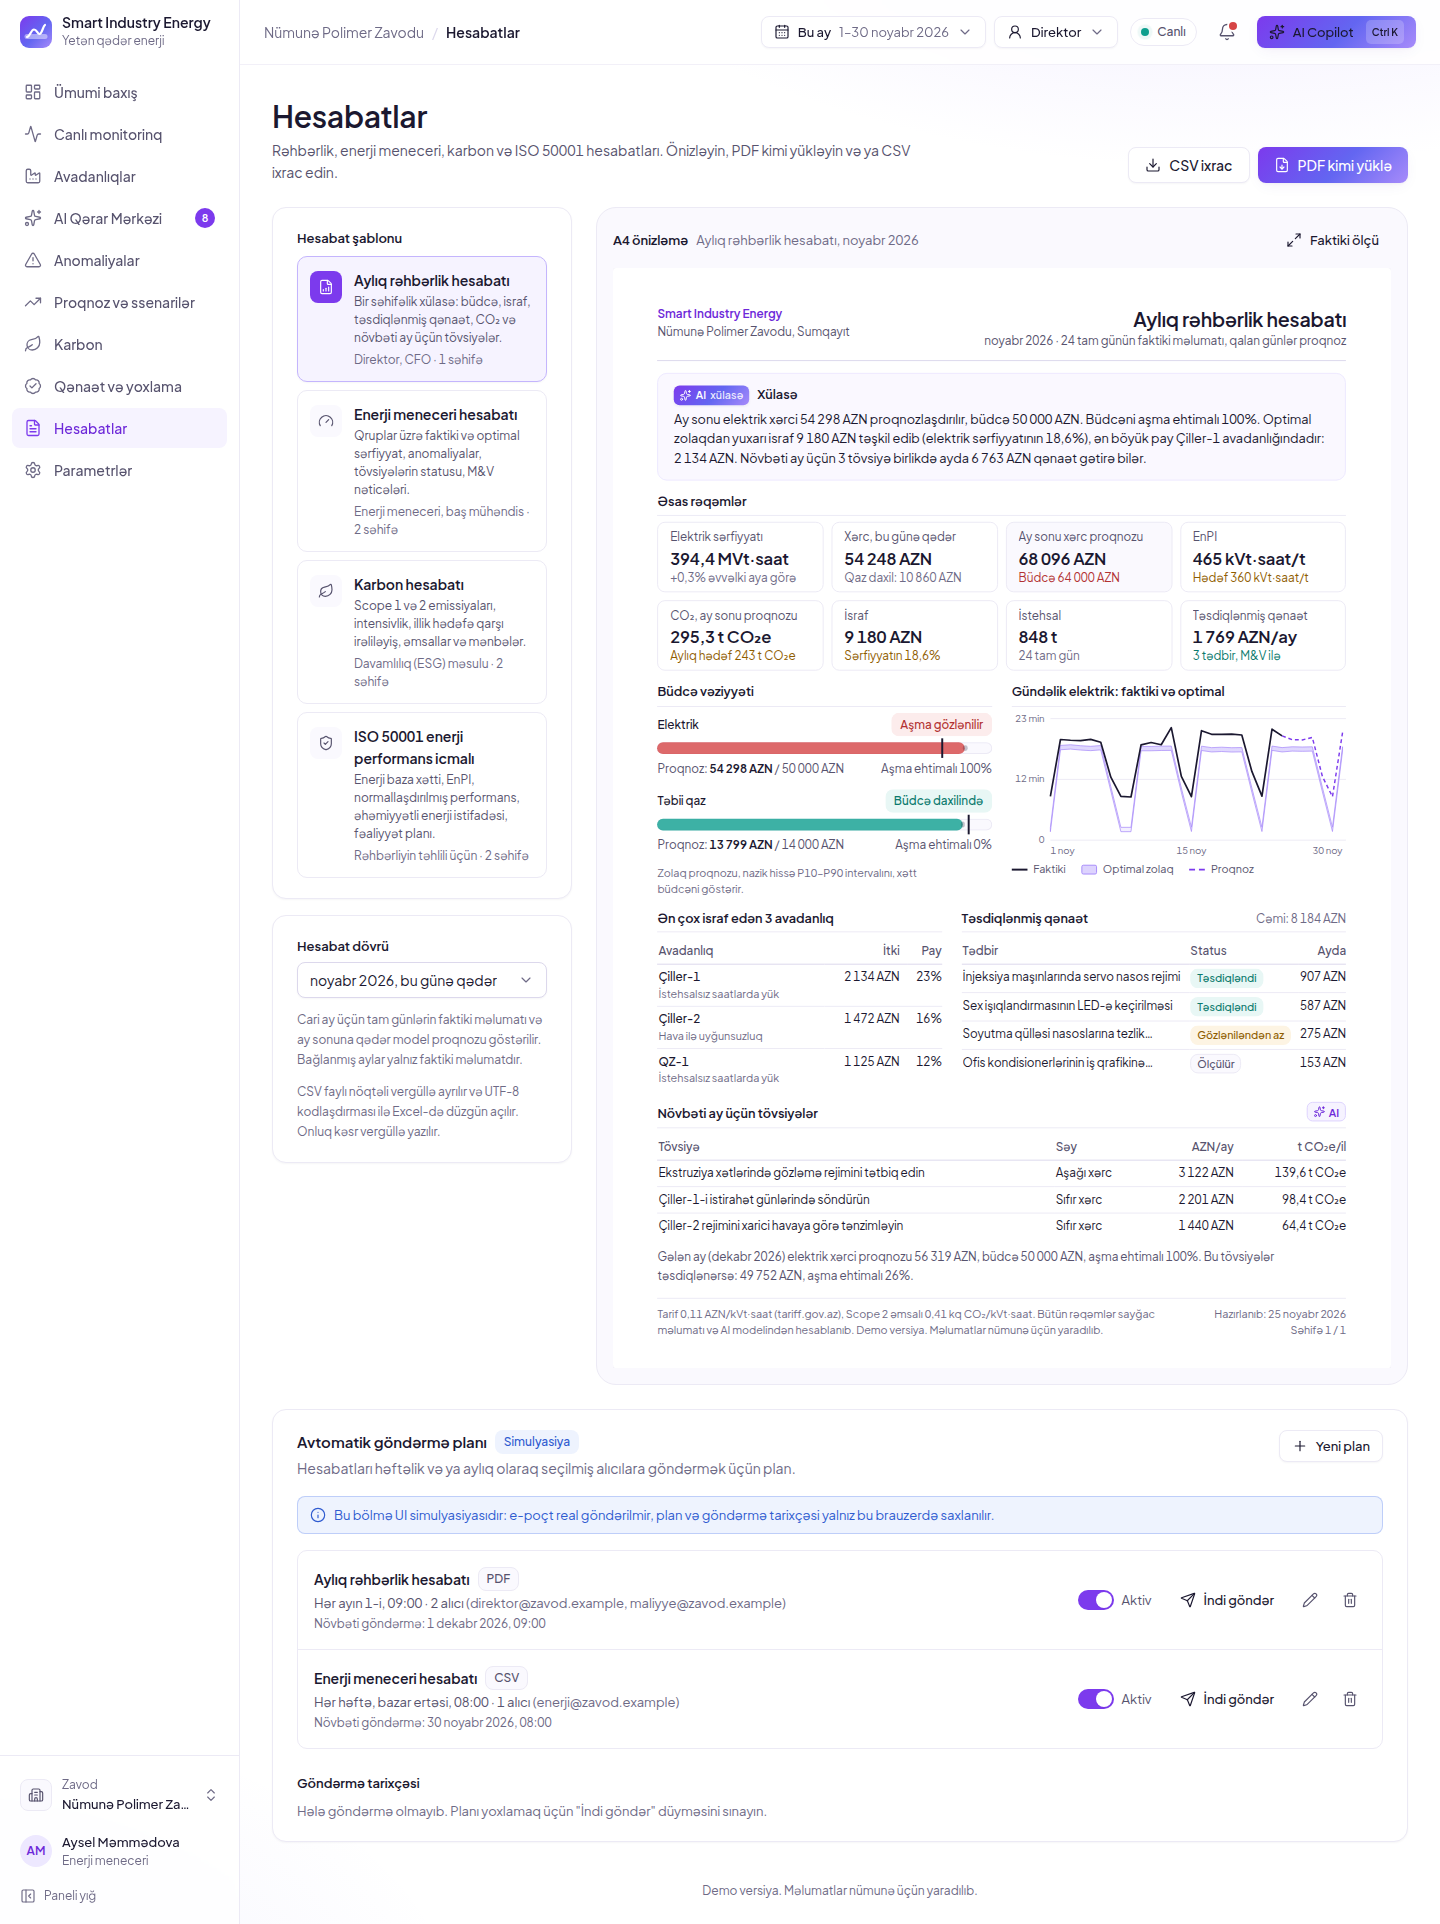 Smart Industry Energy
Yetən qədər enerji
Ümumi baxış
Canlı monitorinq
Avadanlıqlar
AI Qərar Mərkəzi
8
Anomaliyalar
Proqnoz və ssenarilər
Karbon
Qənaət və yoxlama
Hesabatlar
Parametrlər
Zavod
Nümunə Polimer Za...
AM
Aysel Məmmədova
Enerji meneceri
Paneli yığ
Nümunə Polimer Zavodu / Hesabatlar
Bu ay 1–30 noyabr 2026
Direktor
Canlı
AI Copilot Ctrl K
Hesabatlar
Rəhbərlik, enerji meneceri, karbon və ISO 50001 hesabatları. Önizləyin, PDF kimi yükləyin və ya CSV
ixrac edin.
CSV ixrac
PDF kimi yüklə
Hesabat şablonu
Aylıq rəhbərlik hesabatı
Bir səhifəlik xülasə: büdcə, israf,
təsdiqlənmiş qənaət, CO₂ və
növbəti ay üçün tövsiyələr.
Direktor, CFO · 1 səhifə
Enerji meneceri hesabatı
Qruplar üzrə faktiki və optimal
sərfiyyat, anomaliyalar,
tövsiyələrin statusu, M&V
nəticələri.
Enerji meneceri, baş mühəndis ·
2 səhifə
Karbon hesabatı
Scope 1 və 2 emissiyaları,
intensivlik, illik hədəfə qarşı
irəliləyiş, əmsallar və mənbələr.
Davamlılıq (ESG) məsulu · 2
səhifə
ISO 50001 enerji
performans icmalı
Enerji baza xətti, EnPI,
normallaşdırılmış performans,
əhəmiyyətli enerji istifadəsi,
fəaliyyət planı.
Rəhbərliyin təhlili üçün · 2 səhifə
Hesabat dövrü
noyabr 2026, bu günə qədər
Cari ay üçün tam günlərin faktiki məlumatı və
ay sonuna qədər model proqnozu göstərilir.
Bağlanmış aylar yalnız faktiki məlumatdır.
CSV faylı nöqtəli vergüllə ayrılır və UTF-8
kodlaşdırması ilə Excel-də düzgün açılır.
Onluq kəsr vergüllə yazılır.
A4 önizləmə Aylıq rəhbərlik hesabatı, noyabr 2026
Faktiki ölçü
Smart Industry Energy
Nümunə Polimer Zavodu, Sumqayıt
Aylıq rəhbərlik hesabatı
noyabr 2026 · 24 tam günün faktiki məlumatı, qalan günlər proqnoz
AI xülasə Xülasə
Ay sonu elektrik xərci 54 298 AZN proqnozlaşdırılır, büdcə 50 000 AZN. Büdcəni aşma ehtimalı 100%. Optimal
zolaqdan yuxarı israf 9 180 AZN təşkil edib (elektrik sərfiyyatının 18,6%), ən böyük pay Çiller-1 avadanlığındadır:
2 134 AZN. Növbəti ay üçün 3 tövsiyə birlikdə ayda 6 763 AZN qənaət gətirə bilər.
Əsas rəqəmlər
Elektrik sərfiyyatı
394,4 MVt·saat
+0,3% əvvəlki aya görə
Xərc, bu günə qədər
54 248 AZN
Qaz daxil: 10 860 AZN
Ay sonu xərc proqnozu
68 096 AZN
Büdcə 64 000 AZN
EnPI
465 kVt·saat/t
Hədəf 360 kVt·saat/t
CO₂, ay sonu proqnozu
295,3 t CO₂e
Aylıq hədəf 243 t CO₂e
İsraf
9 180 AZN
Sərfiyyatın 18,6%
İstehsal
848 t
24 tam gün
Təsdiqlənmiş qənaət
1 769 AZN/ay
3 tədbir, M&V ilə
Büdcə vəziyyəti
Elektrik
Aşma gözlənilir
Proqnoz: 54 298 AZN / 50 000 AZN
Aşma ehtimalı 100%
Təbii qaz
Büdcə daxilində
Proqnoz: 13 799 AZN / 14 000 AZN
Aşma ehtimalı 0%
Zolaq proqnozu, nazik hissə P10–P90 intervalını, xətt
büdcəni göstərir.
Gündəlik elektrik: faktiki və optimal
23 min
12 min
0
1 noy
15 noy
30 noy
Faktiki
Optimal zolaq
Proqnoz
Ən çox israf edən 3 avadanlıq
Avadanlıq İtki Pay
Çiller-1 2 134 AZN 23%
İstehsalsız saatlarda yük
Çiller-2 1 472 AZN 16%
Hava ilə uyğunsuzluq
QZ-1 1 125 AZN 12%
İstehsalsız saatlarda yük
Təsdiqlənmiş qənaət
Cəmi: 8 184 AZN
Tədbir Status Ayda
İnjeksiya maşınlarında servo nasos rejimi Təsdiqləndi 907 AZN
Sex işıqlandırmasının LED-ə keçirilməsi Təsdiqləndi 587 AZN
Soyutma qülləsi nasoslarına tezlik... Gözləniləndən az 275 AZN
Ofis kondisionerlərinin iş qrafikinə... Ölçülür 153 AZN
Növbəti ay üçün tövsiyələr
AI
Tövsiyə Səy AZN/ay t CO₂e/il
Ekstruziya xətlərində gözləmə rejimini tətbiq edin Aşağı xərc 3 122 AZN 139,6 t CO₂e
Çiller-1-i istirahət günlərində söndürün Sıfır xərc 2 201 AZN 98,4 t CO₂e
Çiller-2 rejimini xarici havaya görə tənzimləyin Sıfır xərc 1 440 AZN 64,4 t CO₂e
Gələn ay (dekabr 2026) elektrik xərci proqnozu 56 319 AZN, büdcə 50 000 AZN, aşma ehtimalı 100%. Bu tövsiyələr
təsdiqlənərsə: 49 752 AZN, aşma ehtimalı 26%.
Tarif 0,11 AZN/kVt·saat (tariff.gov.az), Scope 2 əmsalı 0,41 kq CO₂/kVt·saat. Bütün rəqəmlər sayğac
məlumatı və AI modelindən hesablanıb. Demo versiya. Məlumatlar nümunə üçün yaradılıb.
Hazırlanıb: 25 noyabr 2026
Səhifə 1 / 1
Avtomatik göndərmə planı Simulyasiya
Hesabatları həftəlik və ya aylıq olaraq seçilmiş alıcılara göndərmək üçün plan.
Yeni plan
Bu bölmə UI simulyasiyasıdır: e-poçt real göndərilmir, plan və göndərmə tarixçəsi yalnız bu brauzerdə saxlanılır.
Aylıq rəhbərlik hesabatı PDF
Hər ayın 1-i, 09:00 · 2 alıcı (direktor@zavod.example, maliyye@zavod.example)
Növbəti göndərmə: 1 dekabr 2026, 09:00
Aktiv
İndi göndər
Enerji meneceri hesabatı CSV
Hər həftə, bazar ertəsi, 08:00 · 1 alıcı (enerji@zavod.example)
Növbəti göndərmə: 30 noyabr 2026, 08:00
Aktiv
İndi göndər
Göndərmə tarixçəsi
Hələ göndərmə olmayıb. Planı yoxlamaq üçün "İndi göndər" düyməsini sınayın.
Demo versiya. Məlumatlar nümunə üçün yaradılıb.